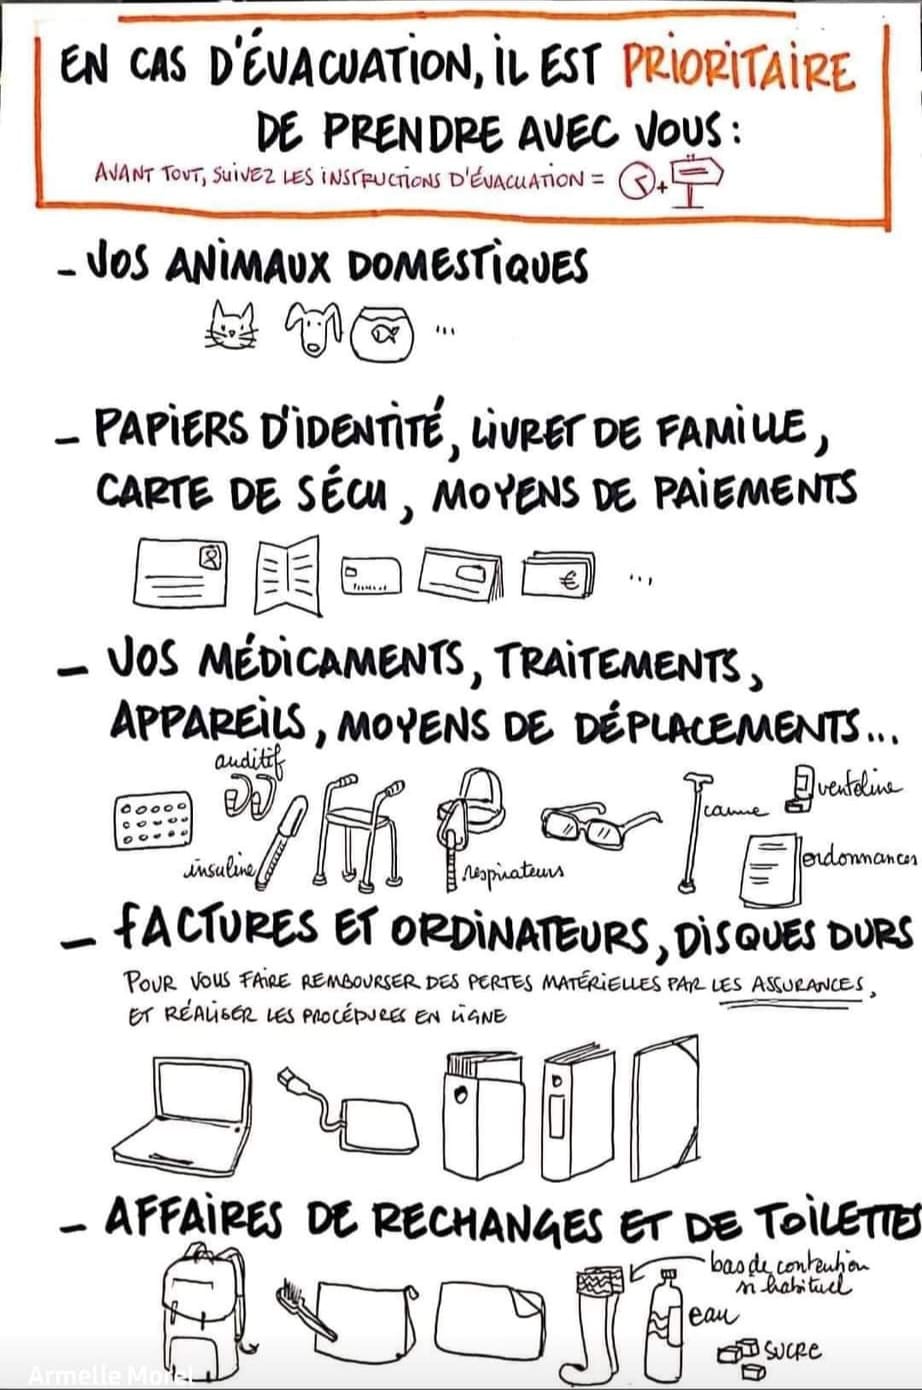 EN CAS D'ÉVACUATION, IL EST PRIORITAIRE
DE PRENDRE AVEC VOUS :
AVANT TOUT, SUIVEZ LES INSTRUCTIONS D'ÉVACUATION = +
- VOS ANIMAUX DOMESTIQUES
...
- PAPIERS D'IDENTITÉ, LIVRET DE FAMILLE,
CARTE DE SÉCU, MOYENS DE PAIEMENTS
€
...
- VOS MÉDICAMENTS, TRAITEMENTS,
APPAREILS, MOYENS DE DÉPLACEMENTS...
auditif
ventoline
canne
ordonnances
insuline
respirateurs
- FACTURES ET ORDINATEURS, DISQUES DURS
POUR VOUS FAIRE REMBOURSER DES PERTES MATÉRIELLES PAR LES ASSURANCES,
ET RÉALISER LES PROCÉDURES EN LIGNE
- AFFAIRES DE RECHANGES ET DE TOILETTES
bas de contention
si habituel
eau
SUCRE
Armelle Morel